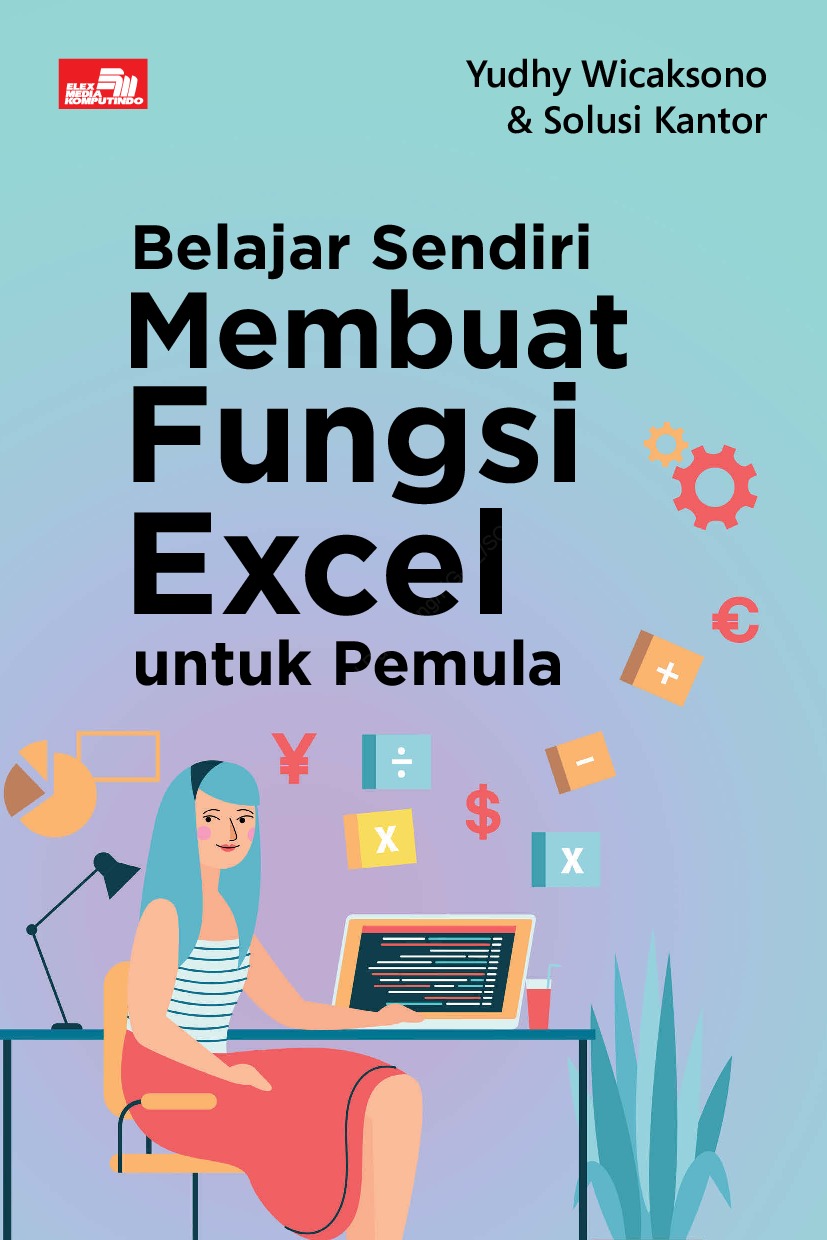 ELEX
MEDIA
KOMPUTINDO
Yudhy Wicaksono
& Solusi Kantor
Belajar Sendiri
Membuat
Fungsi
Excel
untuk Pemula
€
+
¥
÷
−
$
x
x